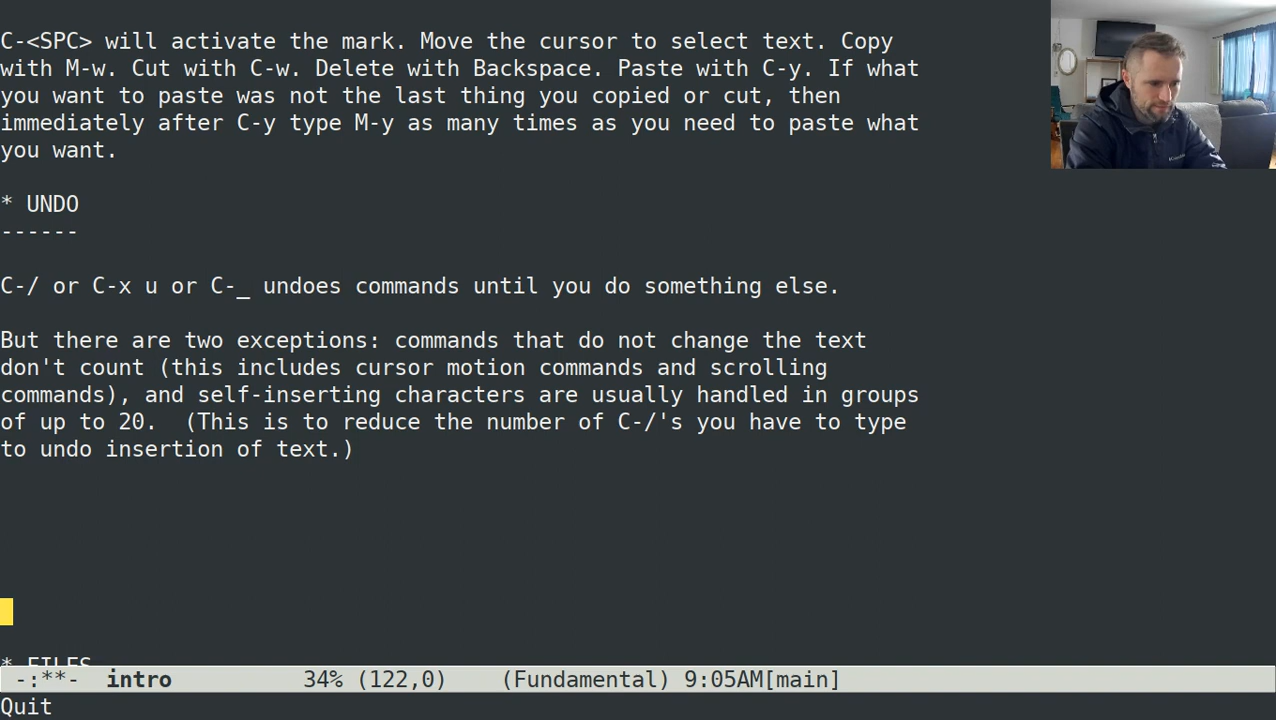 C-<SPC> will activate the mark. Move the cursor to select text. Copy
with M-w. Cut with C-w. Delete with Backspace. Paste with C-y. If what
you want to paste was not the last thing you copied or cut, then
immediately after C-y type M-y as many times as you need to paste what
you want.
* UNDO
------
C-/ or C-x u or C-_ undoes commands until you do something else.
But there are two exceptions: commands that do not change the text
don't count (this includes cursor motion commands and scrolling
commands), and self-inserting characters are usually handled in groups
of up to 20.  (This is to reduce the number of C-/'s you have to type
to undo insertion of text.)
* FILES
-:**-  intro          34% (122,0)    (Fundamental) 9:05AM[main]
Quit